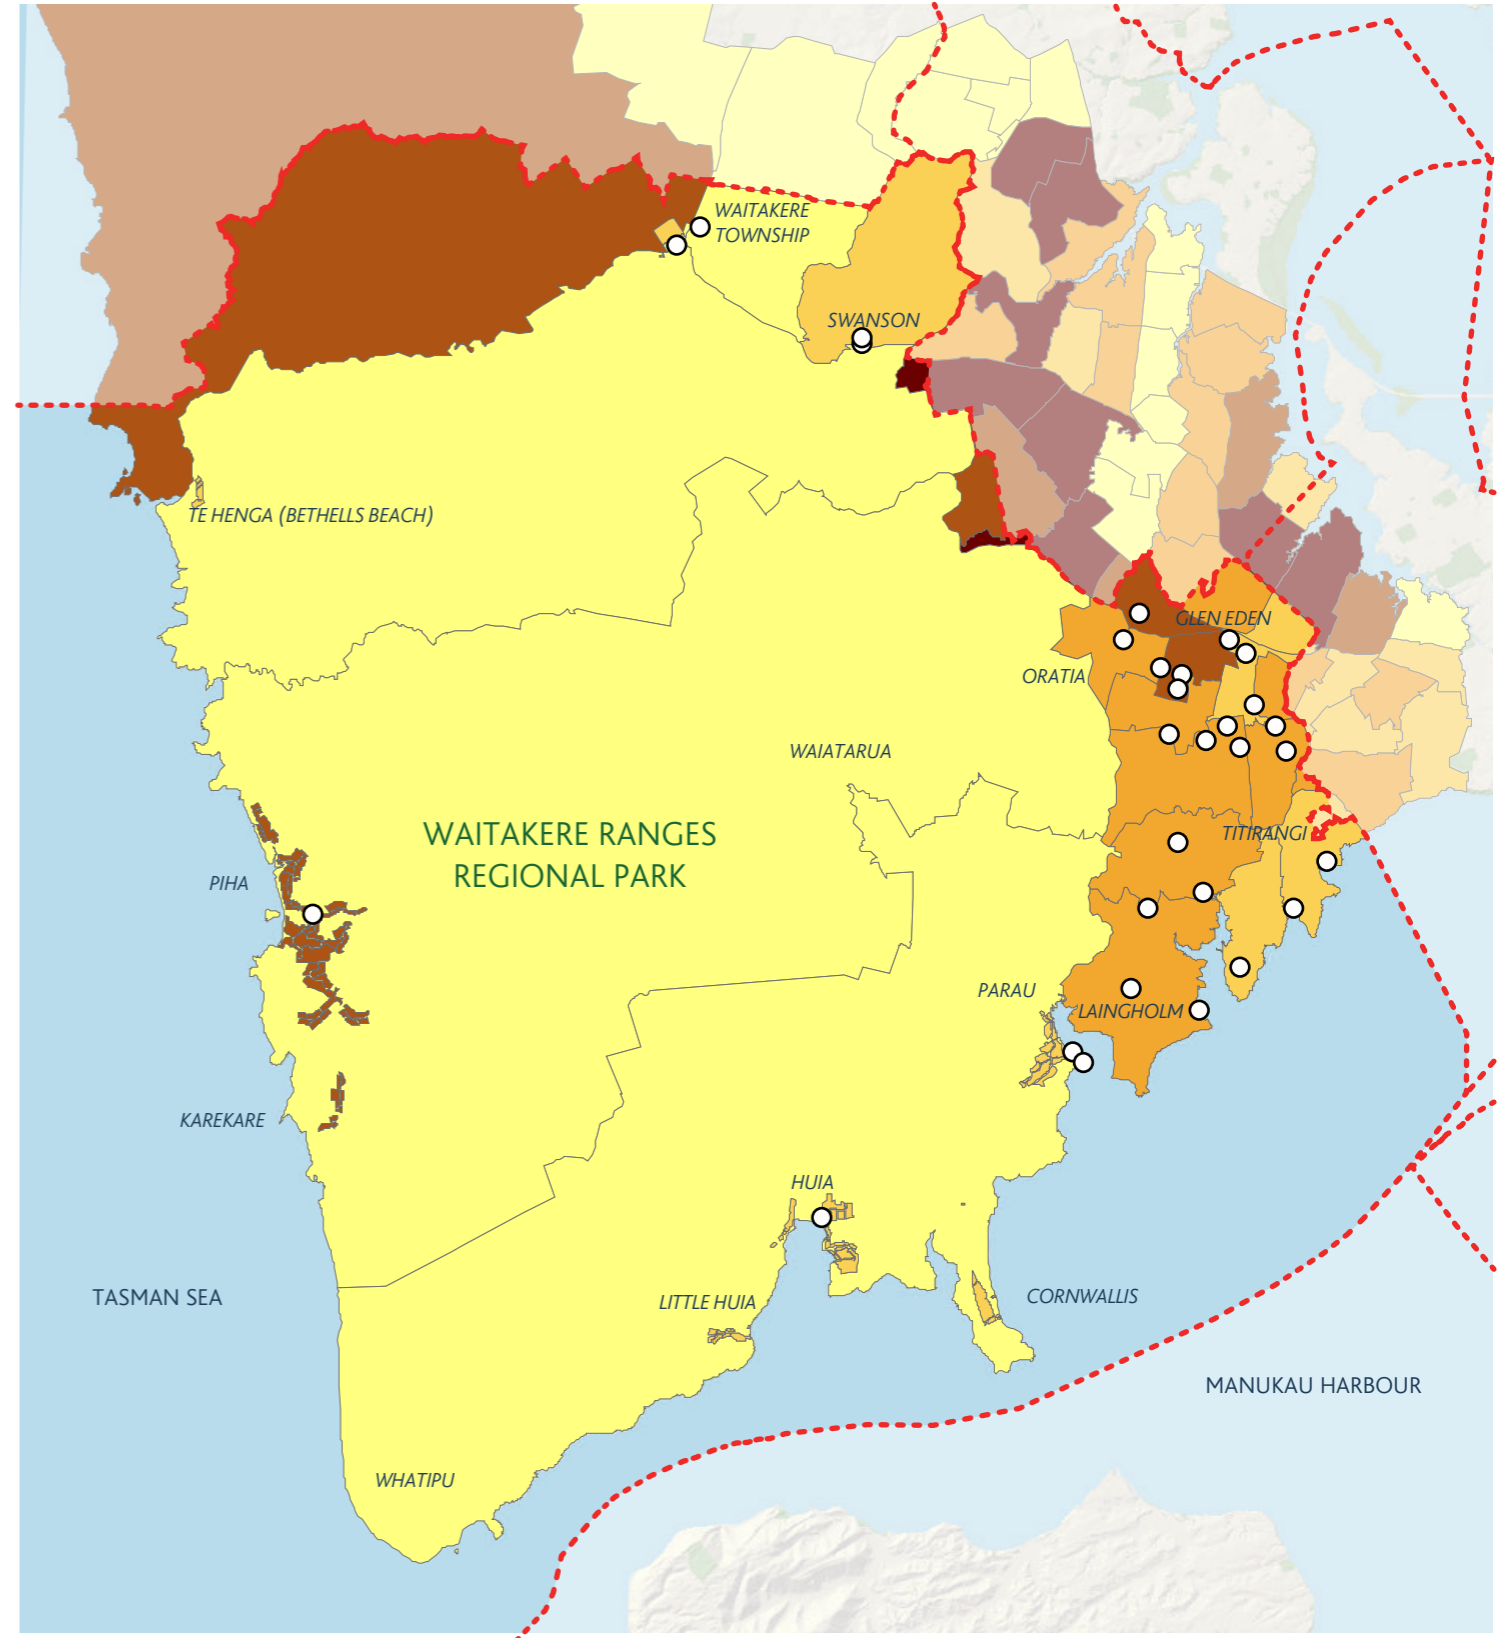 WAITAKERE
TOWNSHIP
SWANSON
TE HENGA (BETHELLS BEACH)
GLEN EDEN
ORATIA
WAIATARUA
WAITAKERE RANGES
REGIONAL PARK
TITIRANGI
PIHA
PARAU
LAINGHOLM
KAREKARE
HUIA
TASMAN SEA
LITTLE HUIA
CORNWALLIS
MANUKAU HARBOUR
WHATIPU